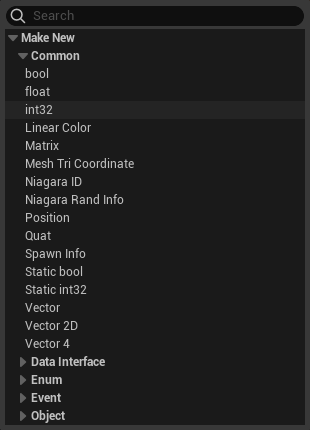 Search
Make New
Common
bool
float
int32
Linear Color
Matrix
Mesh Tri Coordinate
Niagara ID
Niagara Rand Info
Position
Quat
Spawn Info
Static bool
Static int32
Vector
Vector 2D
Vector 4
Data Interface
Enum
Event
Object